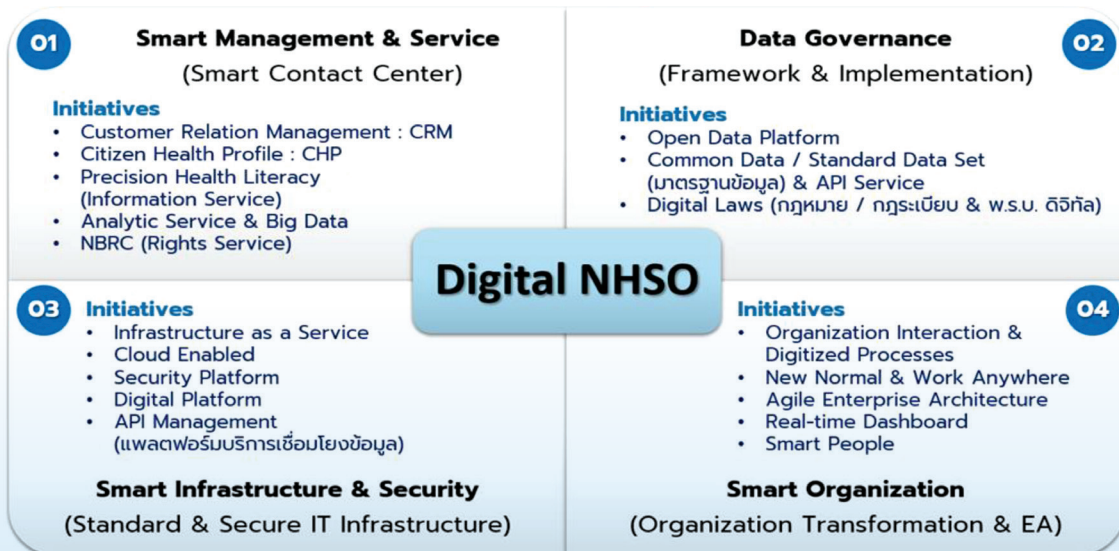 01
Smart Management & Service
(Smart Contact Center)
Initiatives
• Customer Relation Management : CRM
• Citizen Health Profile : CHP
• Precision Health Literacy
(Information Service)
• Analytic Service & Big Data
• NBRC (Rights Service)
02
Data Governance
(Framework & Implementation)
Initiatives
• Open Data Platform
• Common Data / Standard Data Set
(มาตรฐานข้อมูล) & API Service
• Digital Laws (กฎหมาย / กฎระเบียบ & พ.ร.บ. ดิจิทัล)
Digital NHSO
03
Initiatives
• Infrastructure as a Service
• Cloud Enabled
• Security Platform
• Digital Platform
• API Management
(แพลตฟอร์มบริการเชื่อมโยงข้อมูล)
Smart Infrastructure & Security
(Standard & Secure IT Infrastructure)
04
Initiatives
• Organization Interaction &
Digitized Processes
• New Normal & Work Anywhere
• Agile Enterprise Architecture
• Real-time Dashboard
• Smart People
Smart Organization
(Organization Transformation & EA)